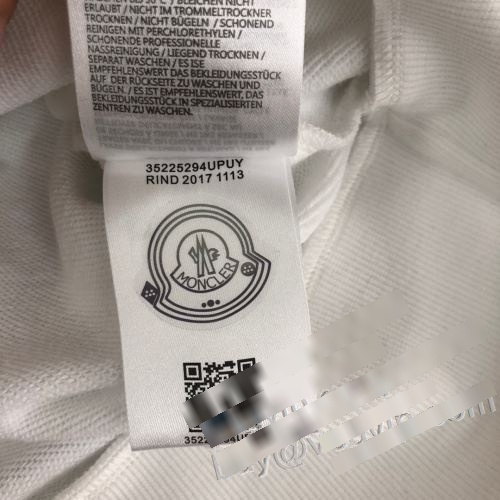 ERLAUBT / NICHT IM TROMMELTROCKNER
TROCKNEN / NICHT BÜGELN / SCHONEND
REINIGEN MIT PERCHLORETHYLEN /
SCHONENDE PROFESSIONELLE
NASSREINIGUNG / LIEGEND TROCKNEN /
SEPARAT WASCHEN / ES ISE
EMPFEHLENSWERT DAS BEKLEIDUNGSSTÜCK
AUF DER RÜCKSEITE ZU WASCHEN UND
BÜGELN. / ES IST EMPFEHLENSWERT DAS
BEKLEIDUNGSSTÜCK IN SPEZIALISIERTEN
ZENTREN ZU WASCHEN.
35225294UPUY
RIND 2017 1113
MONCLER